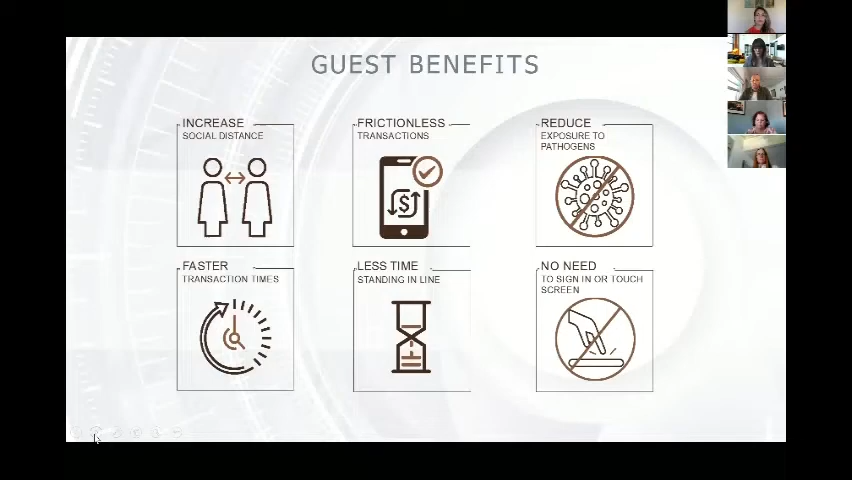 GUEST BENEFITS
INCREASE
SOCIAL DISTANCE
FRICTIONLESS
TRANSACTIONS
REDUCE
EXPOSURE TO
PATHOGENS
$
FASTER
TRANSACTION TIMES
LESS TIME
STANDING IN LINE
NO NEED
TO SIGN IN OR TOUCH
SCREEN